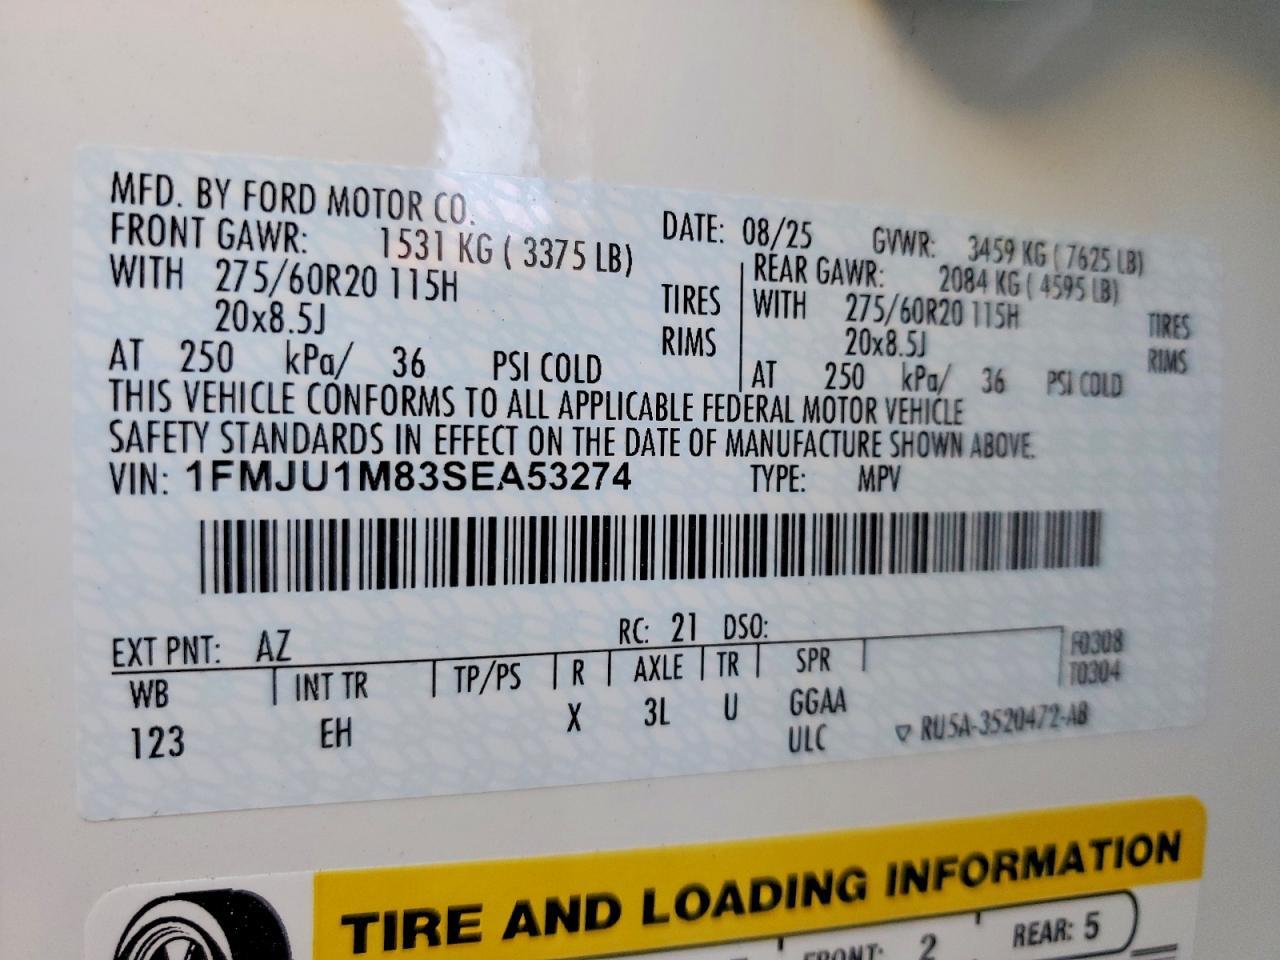 MFD. BY FORD MOTOR CO.
DATE: 08/25 GVWR: 3459 KG ( 7625 LB)
FRONT GAWR: 1531 KG ( 3375 LB)
WITH 275/60R20 115H TIRES
20x8.5J RIMS
AT 250 kPa/ 36 PSI COLD
REAR GAWR: 2084 KG ( 4595 LB)
WITH 275/60R20 115H TIRES
20x8.5J RIMS
AT 250 kPa/ 36 PSI COLD
THIS VEHICLE CONFORMS TO ALL APPLICABLE FEDERAL MOTOR VEHICLE
SAFETY STANDARDS IN EFFECT ON THE DATE OF MANUFACTURE SHOWN ABOVE.
VIN: 1FMJU1M83SEA53274 TYPE: MPV
EXT PNT: AZ RC: 21 DSO:
WB INT TR TP/PS R AXLE TR SPR
123 EH X 3L U GGAA
ULC
F0308
T0304
RU5A-3520472-AB
TIRE AND LOADING INFORMATION
FRONT: 2 REAR: 5